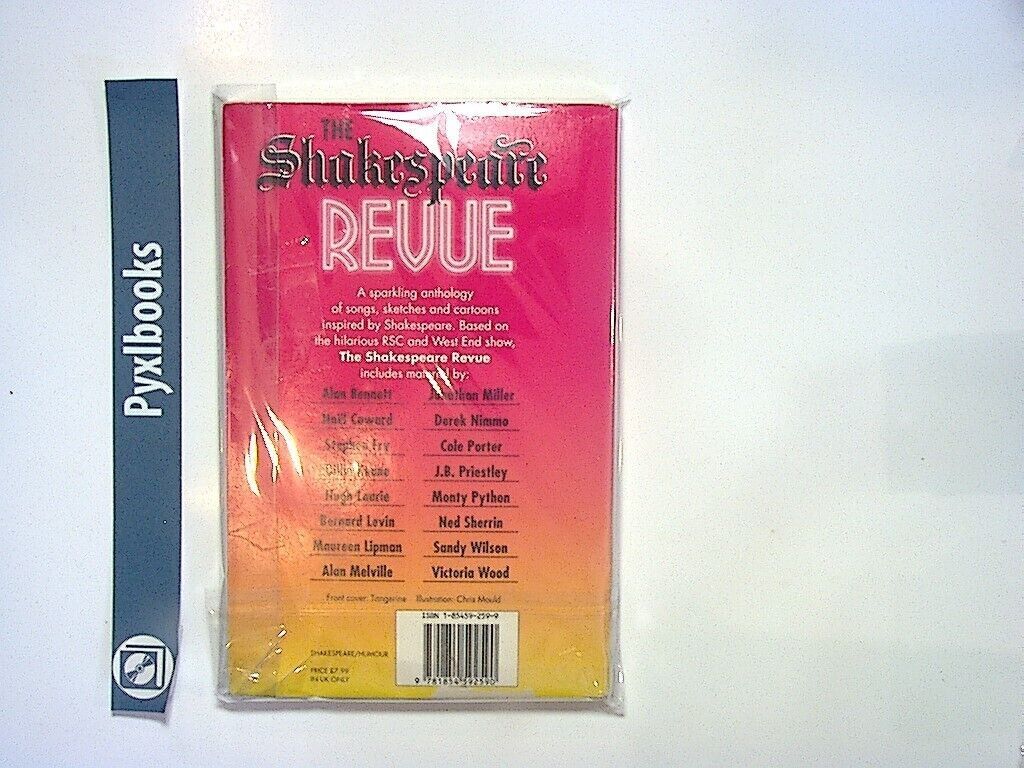 Pyxlbooks
THE
Shakespeare
REVUE
A sparkling anthology
of songs, sketches and cartoons
inspired by Shakespeare. Based on
the hilarious RSC and West End show,
The Shakespeare Revue
includes material by:
Alan Bennett Jonathan Miller
Noël Coward Derek Nimmo
Stephen Fry Cole Porter
Dillie Keane J.B. Priestley
Hugh Laurie Monty Python
Bernard Levin Ned Sherrin
Maureen Lipman Sandy Wilson
Alan Melville Victoria Wood
Front cover: Tangerine Illustration: Chris Mould
ISBN 1-85459-259-0
SHAKESPEARE/HUMOUR
PRICE £7.99
IN UK ONLY
9 781854 592590